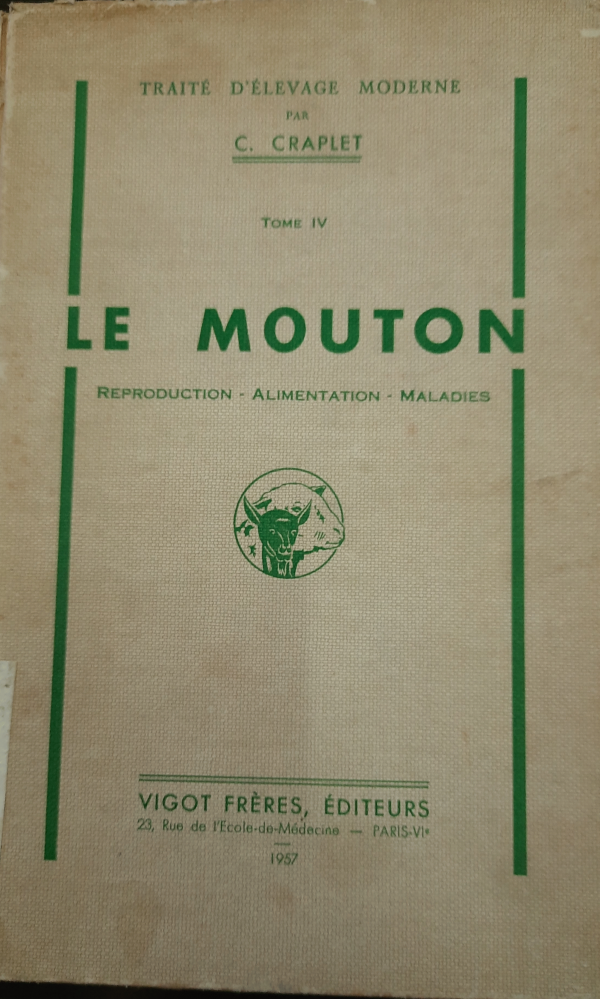 TRAITÉ D'ÉLEVAGE MODERNE
PAR
C. CRAPLET
TOME IV
LE MOUTON
REPRODUCTION - ALIMENTATION - MALADIES
VIGOT FRÈRES, ÉDITEURS
23, Rue de l'Ecole-de-Médecine — PARIS-VIe
1957